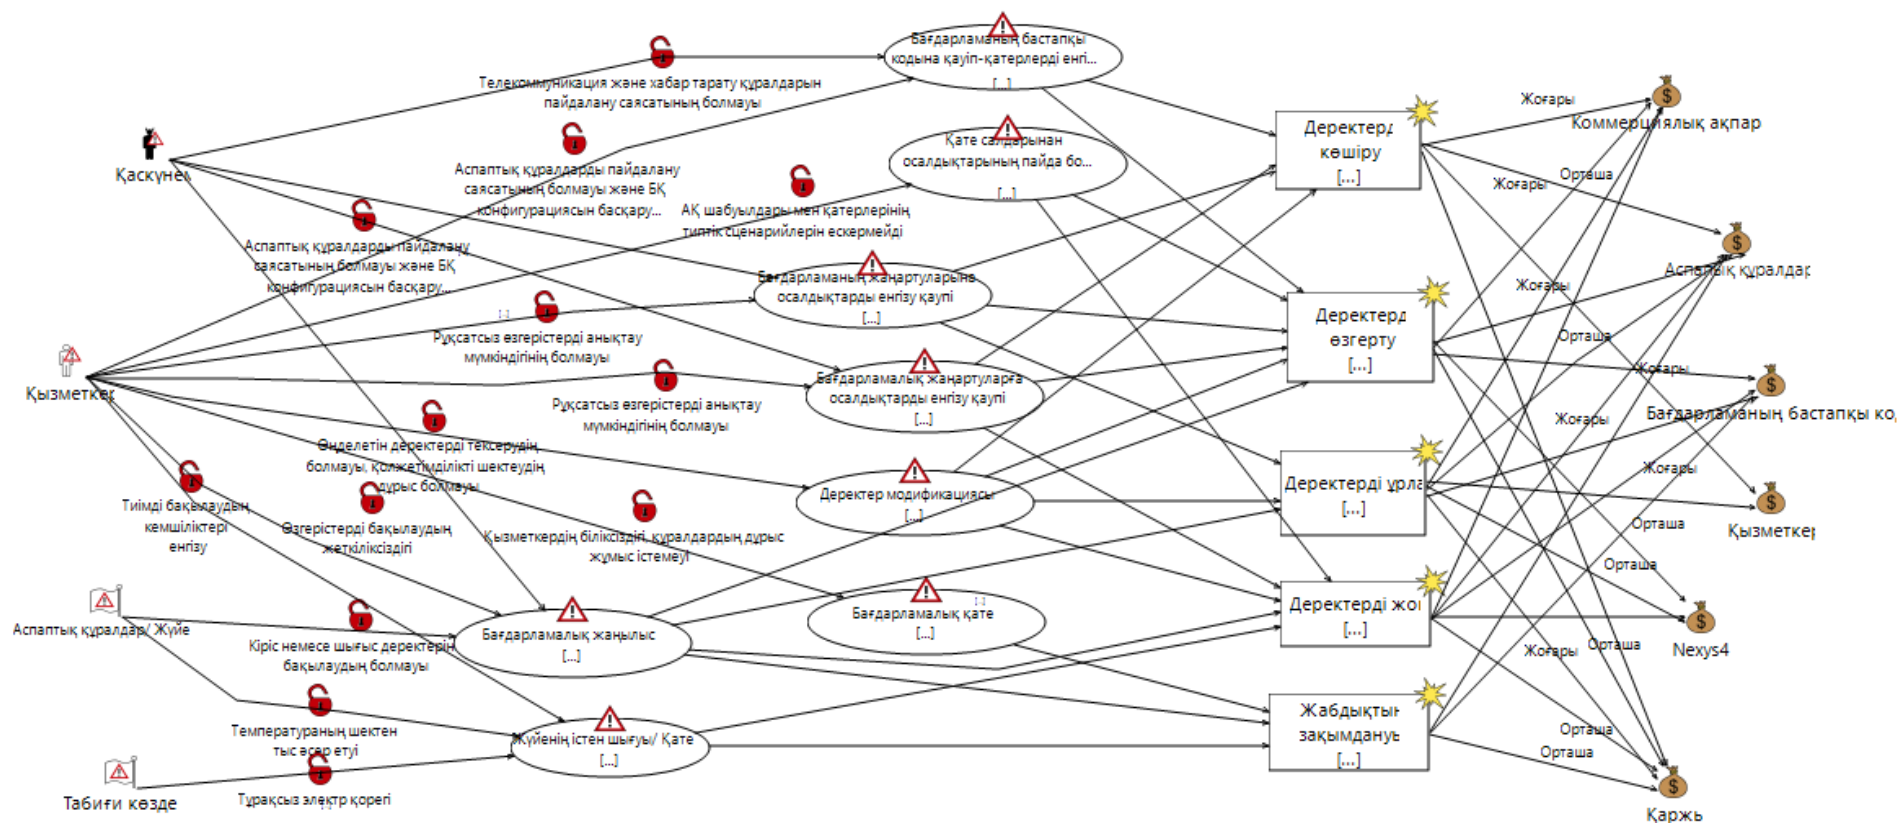 Бағдарламаның бастапқы
кодына қауіп-қатерлерді енгі...
[...]
Телекоммуникация және хабар тарату құралдарын
пайдалану саясатының болмауы
Қате салдарынан
осалдықтарының пайда бо...
[...]
Қаскүнем
Аспаптық құралдарды пайдалану
саясатының болмауы және БҚ
конфигурациясын басқару...
АҚ шабуылдары мен қатерлерінің
типтік сценарийлерін ескермейді
Аспаптық құралдарды пайдалану
саясатының болмауы және БҚ
конфигурациясын басқару...
Бағдарламаның жаңартуларына
осалдықтарды енгізу қаупі
[...]
[...]
Рұқсатсыз өзгерістерді анықтау
мүмкіндігінің болмауы
Қызметкер
Бағдарламалық жаңартуларға
осалдықтарды енгізу қаупі
[...]
Рұқсатсыз өзгерістерді анықтау
мүмкіндігінің болмауы
Өңделетін деректерді тексерудің
болмауы, қолжетімділікті шектеудің
дұрыс болмауы
Деректер модификациясы
[...]
Тиімді бақылаудың
кемшіліктері
енгізу
Өзгерістерді бақылаудың
жеткіліксіздігі
Қызметкердің біліксіздігі, құралдардың дұрыс
жұмыс істемеуі
Аспаптық құралдар/ Жүйе
Бағдарламалық жаңылыс
[...]
[...]
Бағдарламалық қате
[...]
Кіріс немесе шығыс деректерін
бақылаудың болмауы
Температураның шектен
тыс әсер етуі
Жүйенің істен шығуы/ Қате
[...]
Табиғи көзде
Тұрақсыз электр қорегі
Деректерд
көшіру
[...]
Деректерд
өзгерту
[...]
Деректерді ұрла
[...]
Деректерді жоі
[...]
Жабдықтың
зақымдануы
[...]
Жоғары
Коммерциялық ақпар
Жоғары
Орташа
Аспаптық құралдар
Жоғары
Орташа
Жоғары
Бағдарламаның бастапқы ко
Жоғары
Жоғары
Орташа
Қызметкер
Орташа
Орташа
Жоғары
Nexys4
Орташа
Орташа
Қаржь